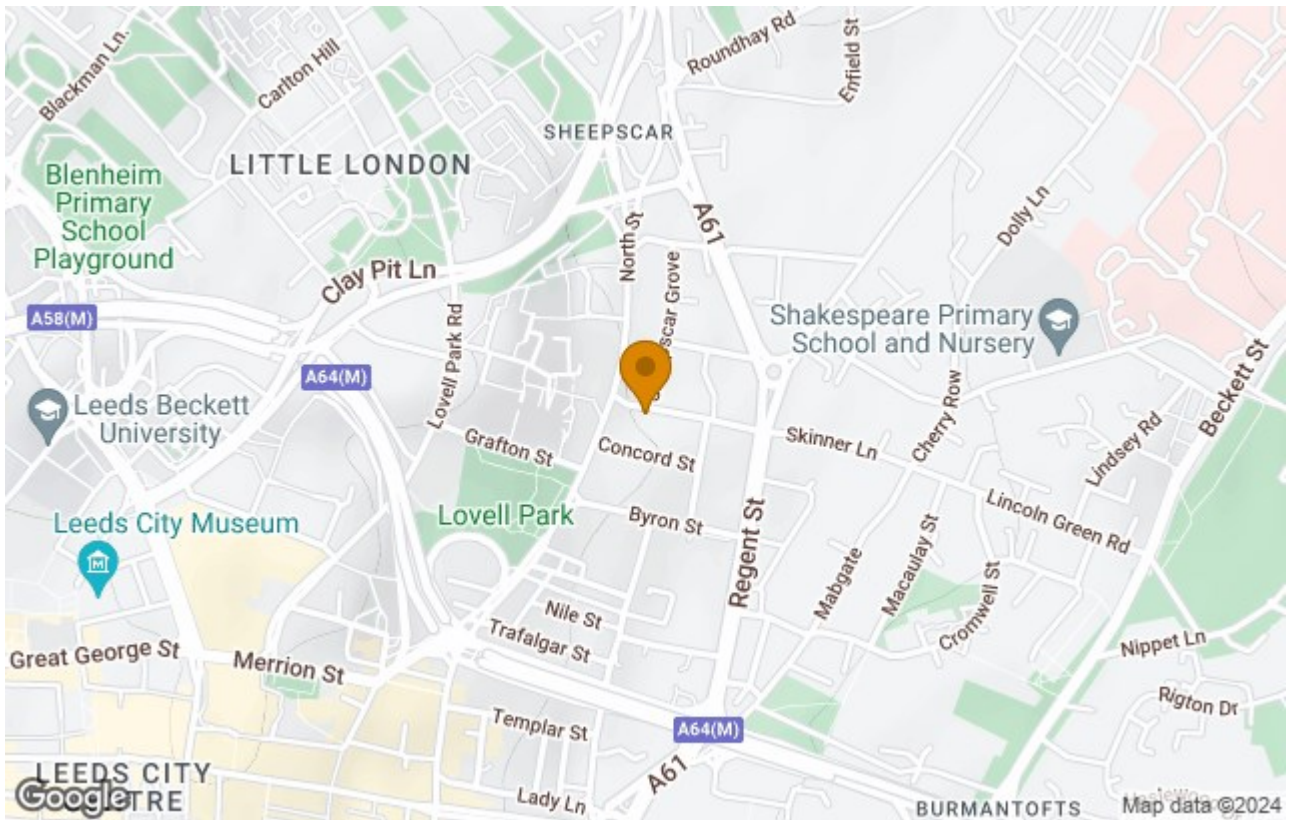 Blackman Ln.
Carlton Hill
Roundhay Rd
Enfield St
SHEEPSCAR
LITTLE LONDON
Blenheim
Primary
School
Playground
Dolly Ln
A61
North St
Clay Pit Ln
A58(M)
Lovell Park Rd
Shakespeare Primary
School and Nursery
A64(M)
Beckett St
Leeds Beckett
University
Grafton St
Concord St
Skinner Ln
Cherry Row
Lindsey Rd
Lovell Park
Byron St
Lincoln Green Rd
Leeds City Museum
Regent St
Mabgate
Macaulay St
Cromwell St
Nile St
Trafalgar St
Great George St
Merrion St
Nippet Ln
Rigton Dr
Templar St
A64(M)
LEEDS CITY
Google
A61
Lady Ln
BURMANTOFTS
Map data ©2024